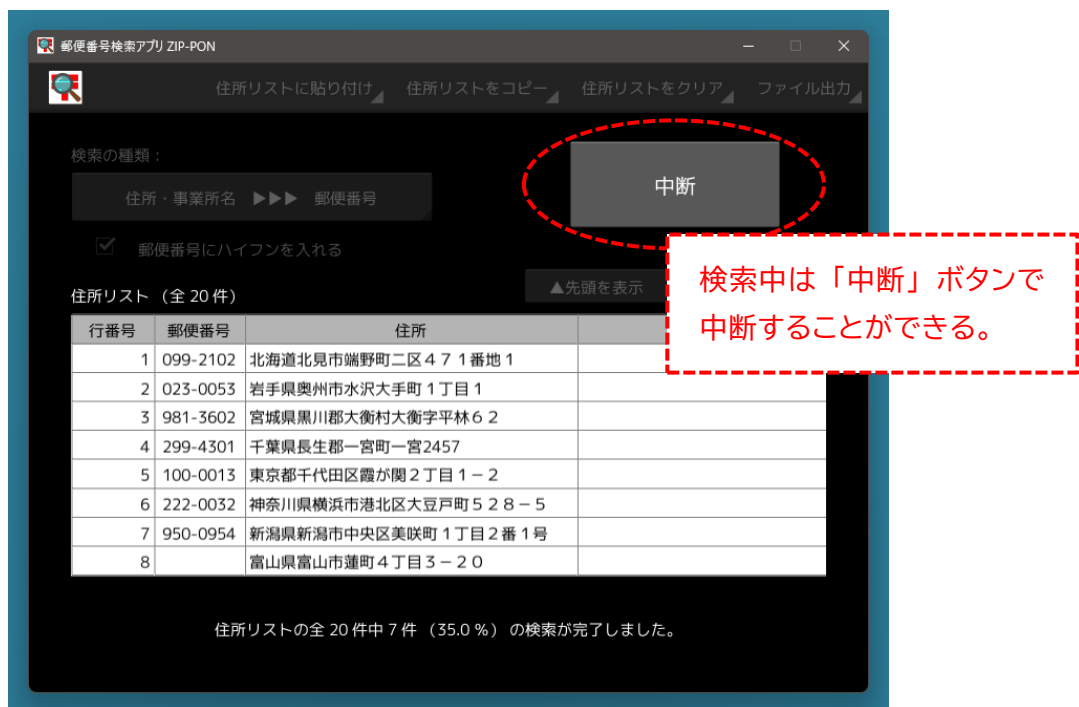 郵便番号検索アプリ ZIP-PON
住所リストに貼り付け 住所リストをコピー 住所リストをクリア ファイル出力
検索の種類：
住所・事業所名 ▶▶▶ 郵便番号
中断
郵便番号にハイフンを入れる
検索中は「中断」ボタンで
中断することができる。
▲先頭を表示
住所リスト （全 20 件）
行番号 郵便番号 住所
1 099-2102 北海道北見市端野町二区４７１番地１
2 023-0053 岩手県奥州市水沢大手町１丁目１
3 981-3602 宮城県黒川郡大衡村大衡字平林６２
4 299-4301 千葉県長生郡一宮町一宮2457
5 100-0013 東京都千代田区霞が関２丁目１－２
6 222-0032 神奈川県横浜市港北区大豆戸町５２８－５
7 950-0954 新潟県新潟市中央区美咲町１丁目２番１号
8 富山県富山市蓮町４丁目３－２０
住所リストの全 20 件中 7 件 （35.0 %） の検索が完了しました。